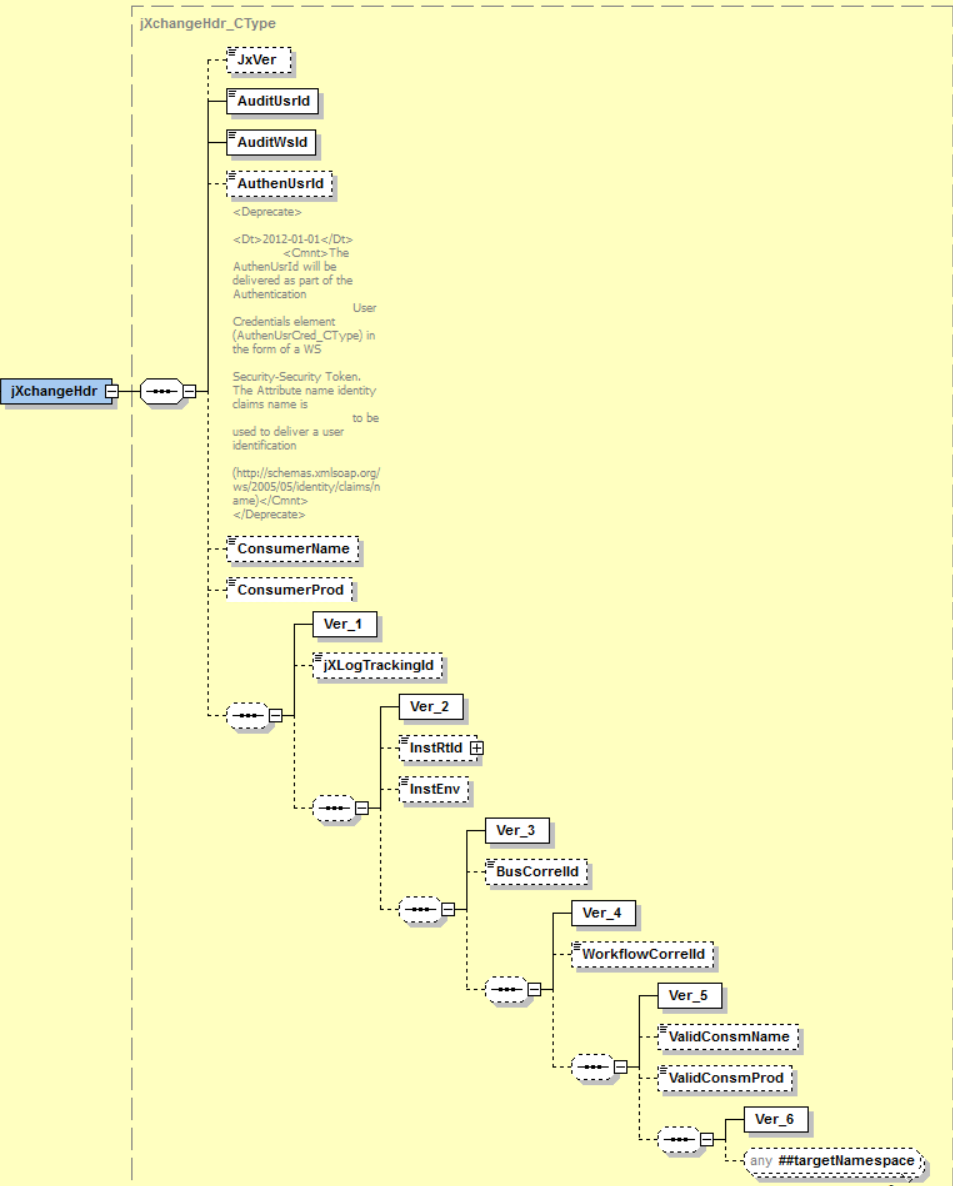 jXchangeHdr_CType
JxVer
AuditUsrId
AuditWsId
AuthenUsrId
<Deprecate>
<Dt>2012-01-01</Dt>
<Cmnt>The
AuthenUsrId will be
delivered as part of the
Authentication
User
Credentials element
(AuthenUsrCred_CType) in
the form of a WS
Security-Security Token.
The Attribute name identity
claims name is
to be
used to deliver a user
identification
(http://schemas.xmlsoap.org/
ws/2005/05/identity/claims/n
ame)</Cmnt>
</Deprecate>
jXchangeHdr
ConsumerName
ConsumerProd
Ver_1
jXLogTrackingId
Ver_2
InstRtId
InstEnv
Ver_3
BusCorrelId
Ver_4
WorkflowCorrelId
Ver_5
ValidConsmName
ValidConsmProd
Ver_6
any ##targetNamespace